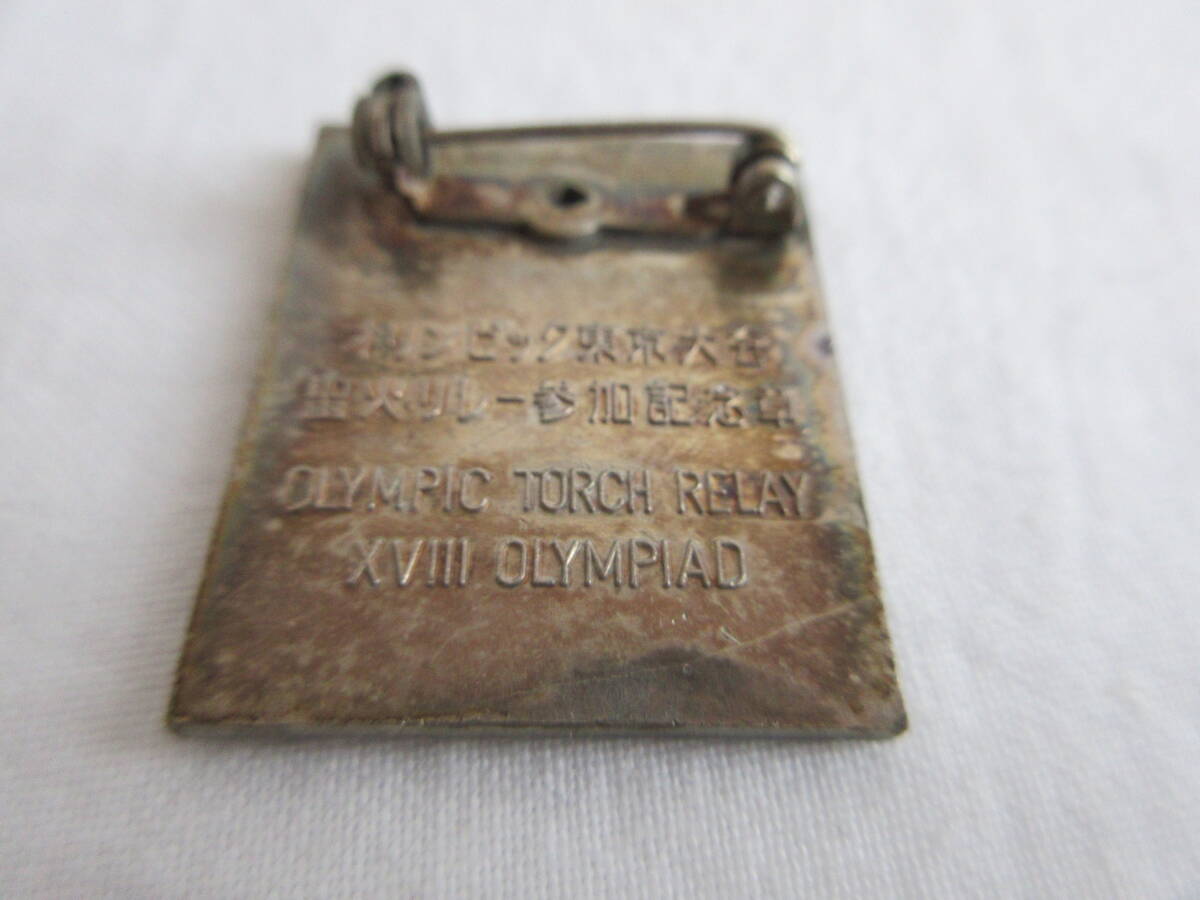 オリンピック東京大会
聖火リレー参加記念章
OLYMPIC TORCH RELAY
XVIII OLYMPIAD